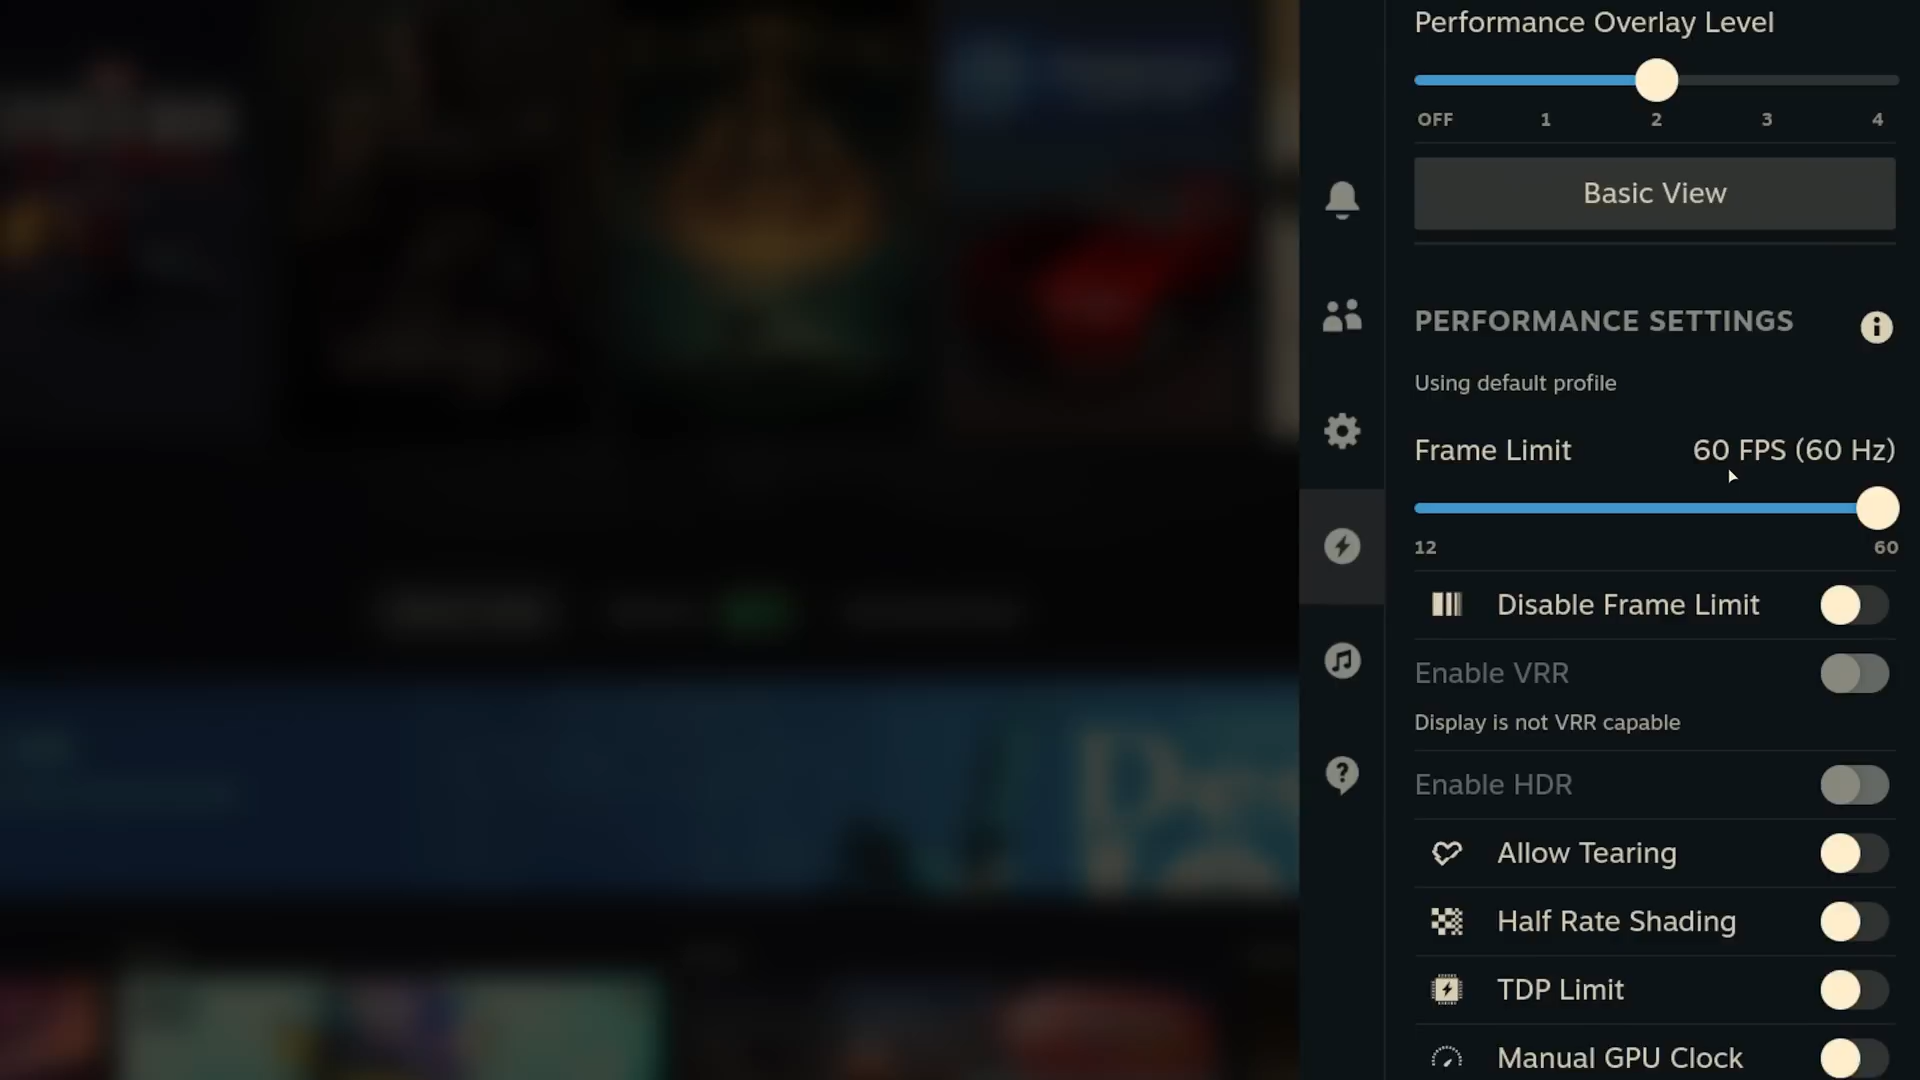 Performance Overlay Level
OFF 1 2 3 4
Basic View
PERFORMANCE SETTINGS
Using default profile
Frame Limit 60 FPS (60 Hz)
12 60
Disable Frame Limit
Enable VRR
Display is not VRR capable
Enable HDR
Allow Tearing
Half Rate Shading
TDP Limit
Manual GPU Clock